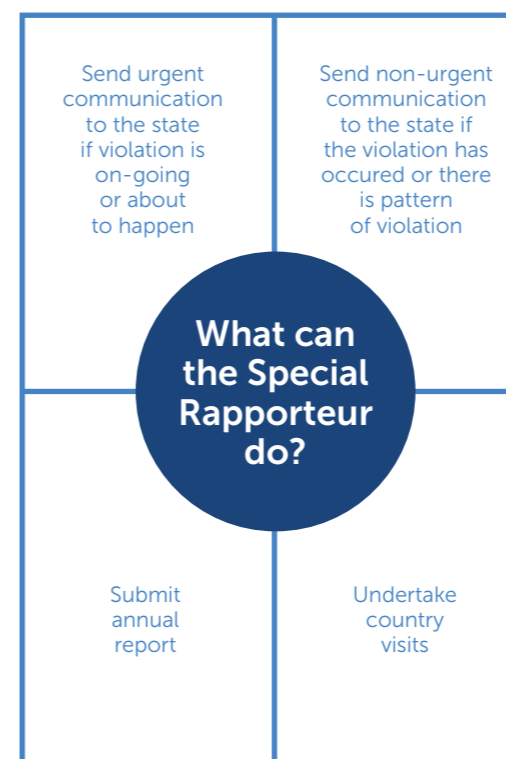 Send urgent
communication
to the state
if violation is
on-going
or about
to happen
Send non-urgent
communication
to the state if
the violation has
occured or there
is pattern
of violation
What can
the Special
Rapporteur
do?
Submit
annual
report
Undertake
country
visits